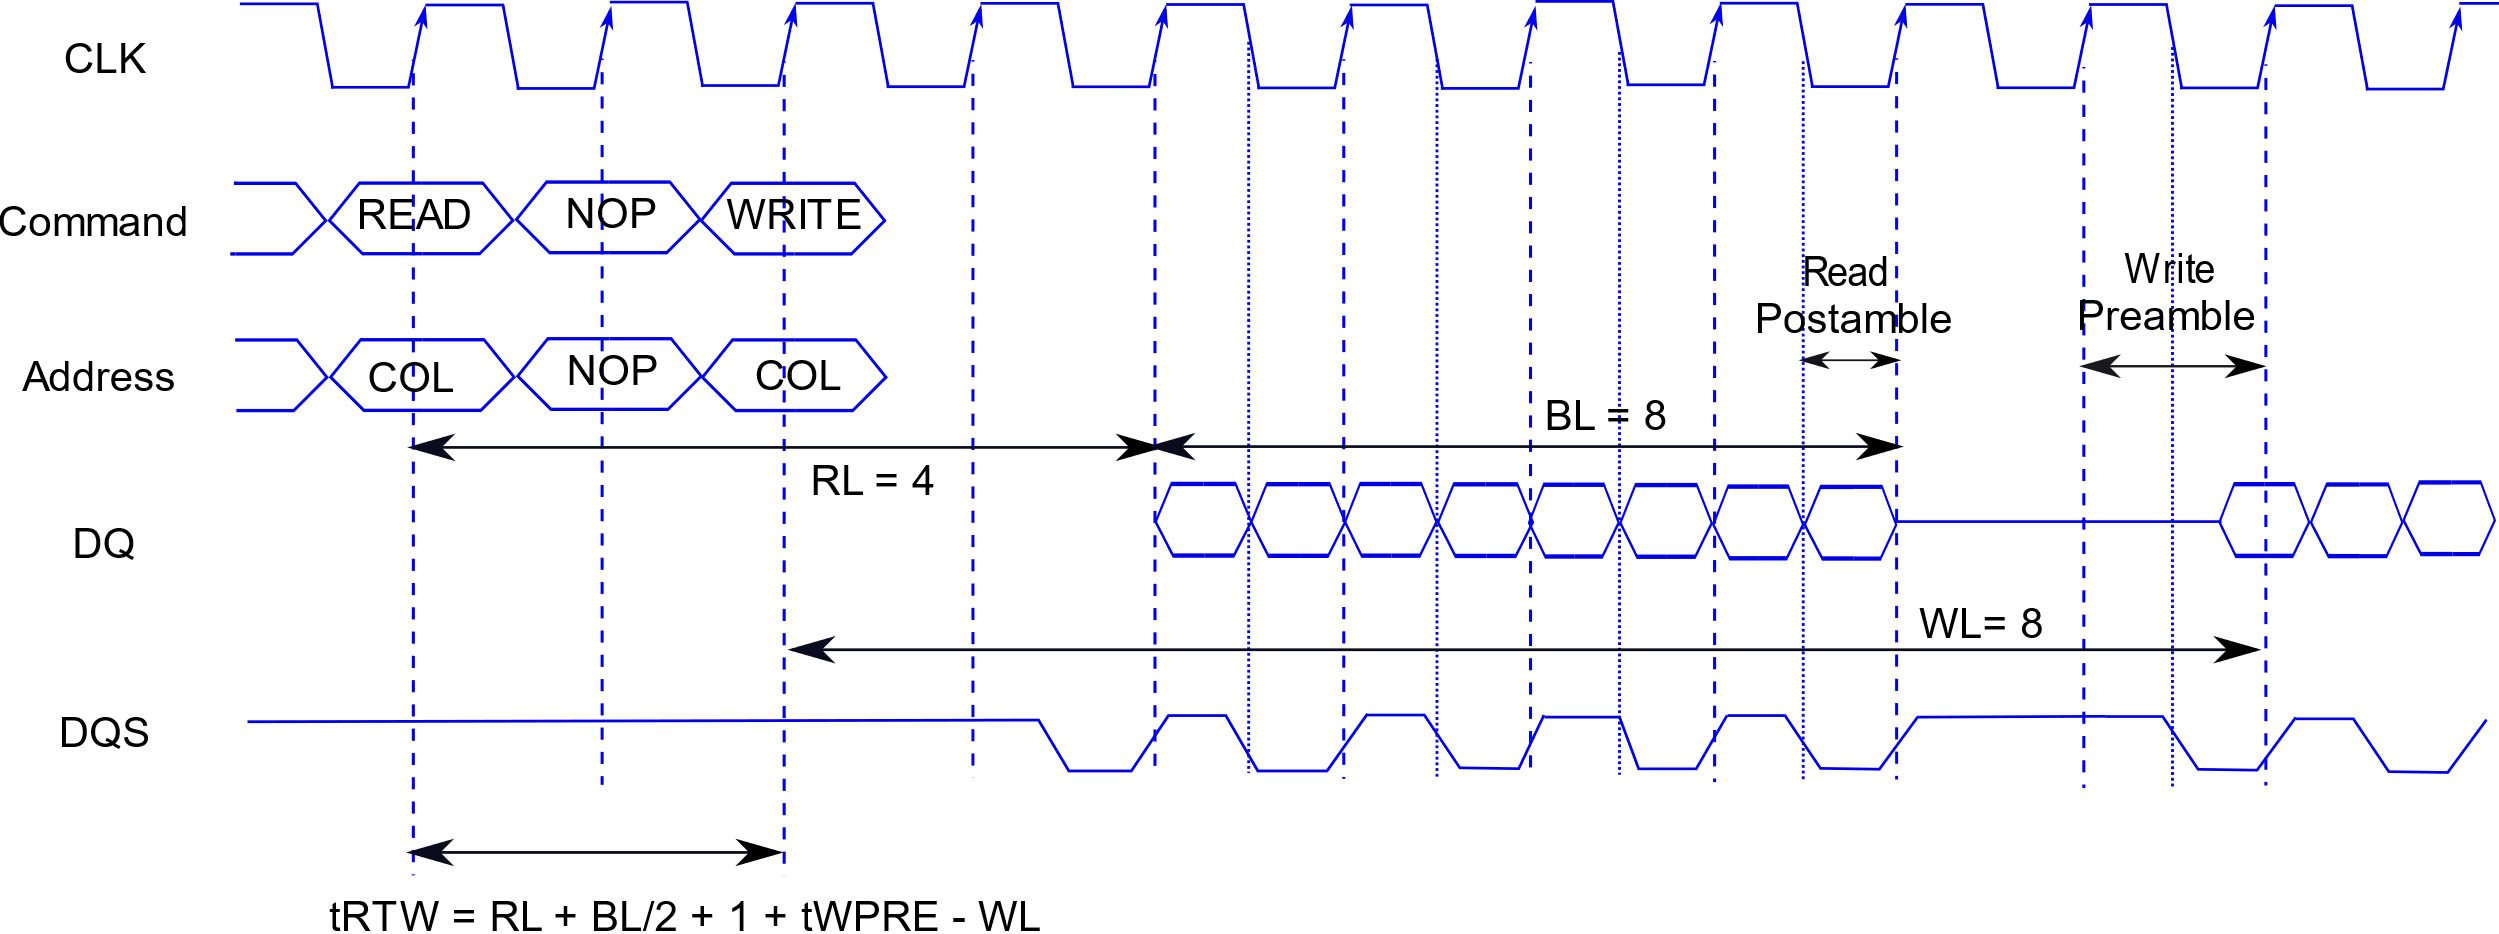 CLK
Command
READ
NOP
WRITE
Read
Postamble
Write
Preamble
Address
COL
NOP
COL
BL = 8
RL = 4
DQ
WL= 8
DQS
tRTW = RL + BL/2 + 1 + tWPRE - WL